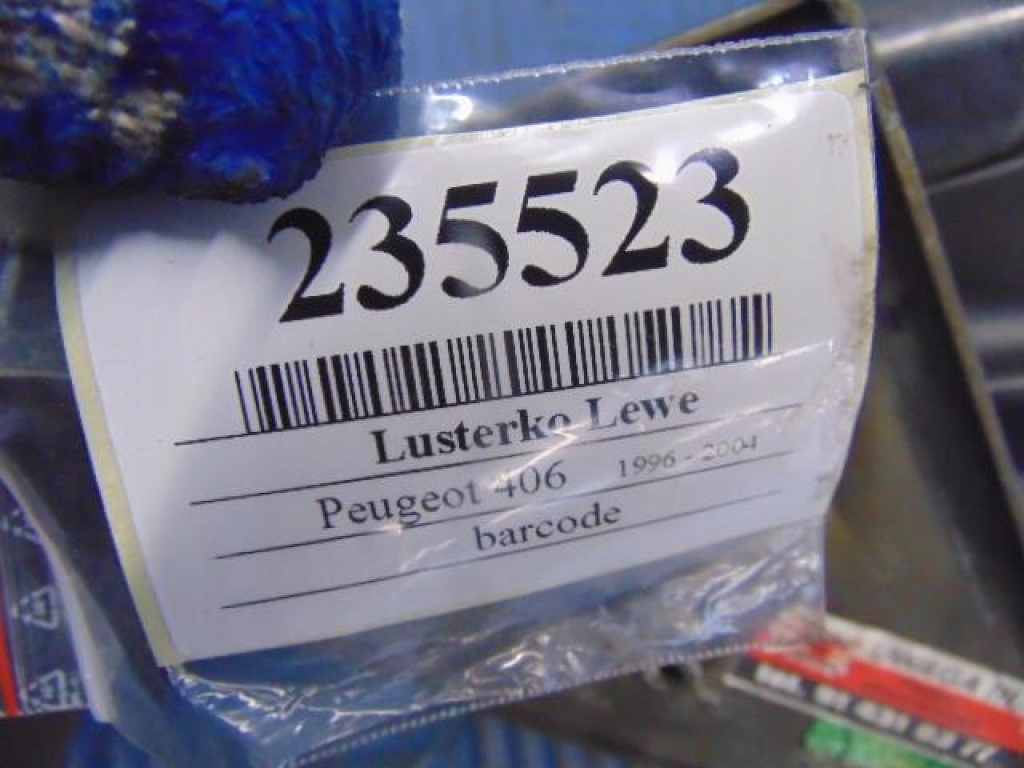 235523
Lusterko Lewe
Peugeot 406 1996 - 2004
barcode